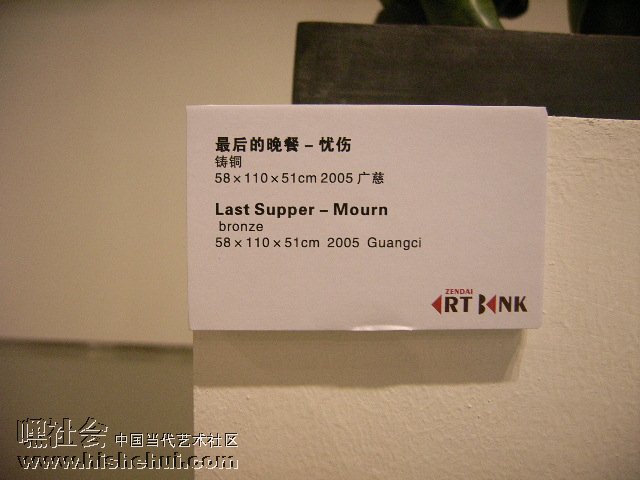 最后的晚餐 – 忧伤
铸铜
58×110×51cm 2005 广慈
Last Supper – Mourn
bronze
58×110×51cm 2005 Guangci
ZENDAI
ART BANK
嘿社会 中国当代艺术社区
www.hishehui.com